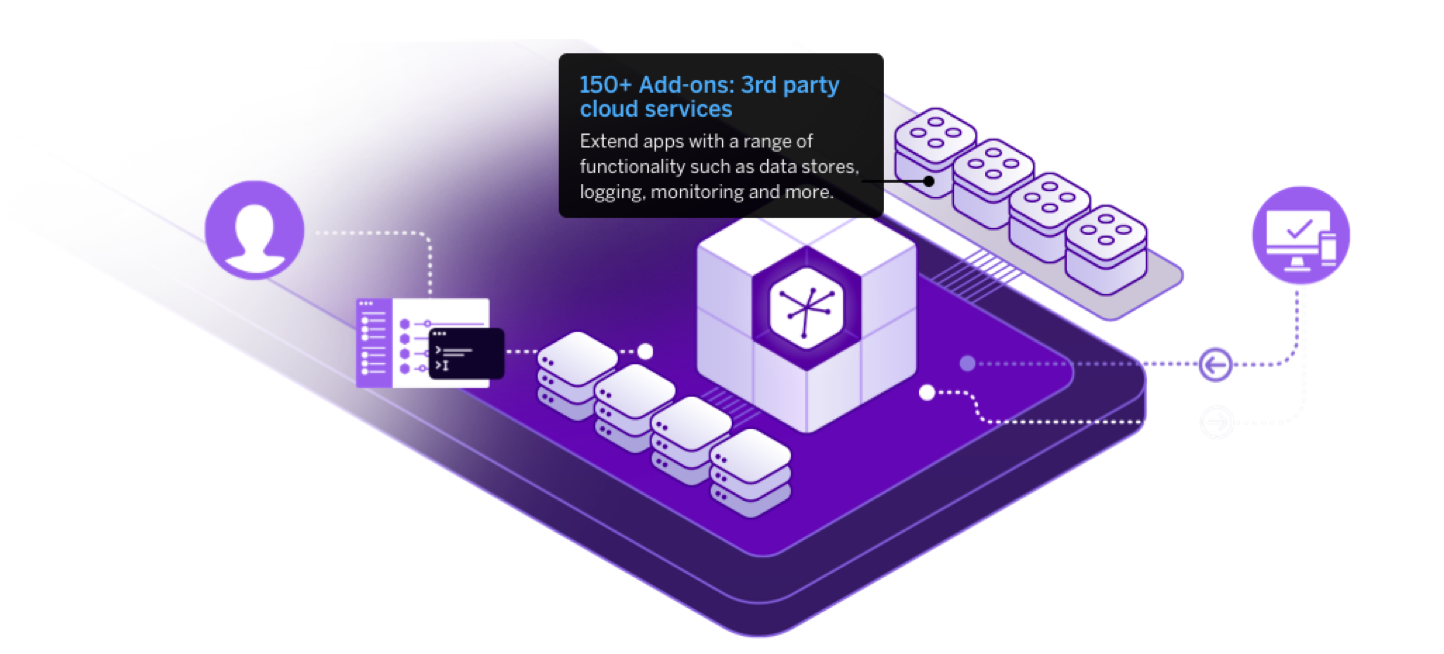 150+ Add-ons: 3rd party
cloud services
Extend apps with a range of
functionality such as data stores,
logging, monitoring and more.